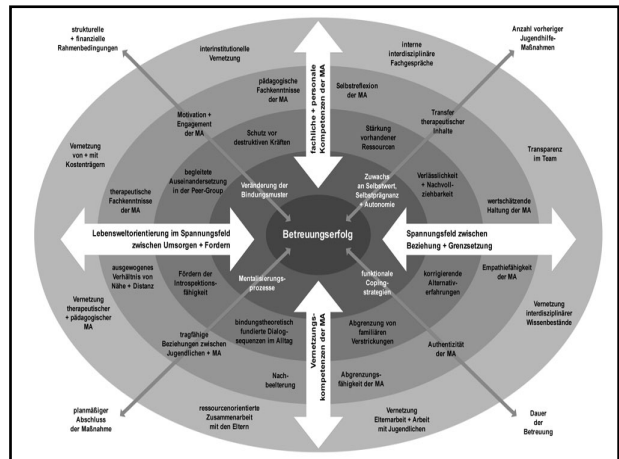 strukturelle
+ finanzielle
Rahmenbedingungen
interinstitutionelle
Vernetzung
interne
interdisziplinäre
Fachgespräche
Anzahl vorheriger
Jugendhilfe-
Maßnahmen
fachliche + personale
Kompetenzen der MA
pädagogische
Fachkenntnisse
der MA
Selbstreflexion
der MA
Motivation +
Engagement
der MA
Transfer
therapeutischer
Inhalte
Schutz vor
destruktiven Kräften
Stärkung
vorhandener
Ressourcen
Vernetzung
von + mit
Kostenträgern
Transparenz
im Team
begleitete
Auseinandersetzung
in der Peer-Group
Verlässlichkeit
+ Nachvoll-
ziehbarkeit
therapeutische
Fachkenntnisse
der MA
Veränderung der
Bindungsmuster
Zuwachs
an Selbstwert,
Selbstprägnanz
+ Autonomie
wertschätzende
Haltung der MA
Lebensweltorientierung im Spannungsfeld
zwischen Umsorgen + Fordern
Betreuungserfolg
Spannungsfeld zwischen
Beziehung + Grenzsetzung
ausgewogenes
Verhältnis von
Nähe + Distanz
Fördern der
Introspektions-
fähigkeit
Mentalisierungs-
prozesse
funktionale
Coping-
strategien
korrigierende
Alternativ-
erfahrungen
Empathiefähigkeit
der MA
Vernetzung
therapeutischer
+ pädagogischer
MA
Vernetzung
interdisziplinärer
Wissenbestände
tragfähige
Beziehungen zwischen
Jugendlichen + MA
bindungstheoretisch
fundierte Dialog-
sequenzen im Alltag
Vernetzungs-
kompetenzen der MA
Abgrenzung von
familiären
Verstrickungen
Authentizität
der MA
Nach-
beelterung
Abgrenzungs-
fähigkeit der MA
planmäßiger
Abschluss
der Maßnahme
ressourcenorientierte
Zusammenarbeit
mit den Eltern
Vernetzung
Elternarbeit + Arbeit
mit Jugendlichen
Dauer
der
Betreuung